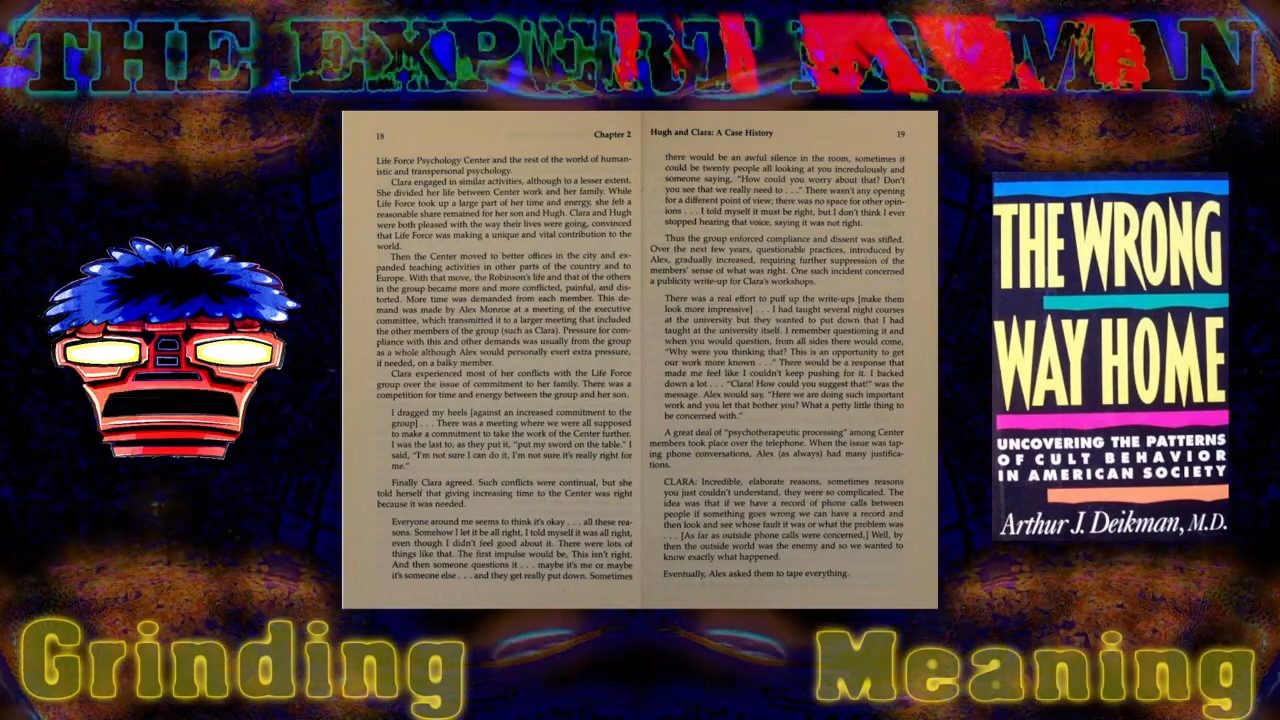 THE EXPERT LAYMAN
18
Chapter 2
Life Force Psychology Center and the rest of the world of human-
istic and transpersonal psychology.
Clara engaged in similar activities, although to a lesser extent.
She divided her life between Center work and her family. While
Life Force took up a large part of her time and energy, she felt a
reasonable share remained for her son and Hugh. Clara and Hugh
were both pleased with the way their lives were going, convinced
that Life Force was making a unique and vital contribution to the
world.
Then the Center moved to better offices in the city and ex-
panded teaching activities in other parts of the country and to
Europe. With that move, the Robinson's life and that of the others
in the group became more and more conflicted, painful, and dis-
torted. More time was demanded from each member. This de-
mand was made by Alex Monroe at a meeting of the executive
committee, which transmitted it to a larger meeting that included
the other members of the group (such as Clara). Pressure for com-
pliance with this and other demands was usually from the group
as a whole although Alex would personally exert extra pressure,
if needed, on a balky member.
Clara experienced most of her conflicts with the Life Force
group over the issue of commitment to her family. There was a
competition for time and energy between the group and her son.
I dragged my heels [against an increased commitment to the
group] . . . There was a meeting where we were all supposed
to make a commitment to take the work of the Center further.
I was the last to, as they put it, "put my sword on the table." I
said, "I'm not sure I can do it, I'm not sure it's really right for
me."
Finally Clara agreed. Such conflicts were continual, but she
told herself that giving increasing time to the Center was right
because it was needed.
Everyone around me seems to think it's okay . . . all these rea-
sons. Somehow I let it be all right, I told myself it was all right,
even though I didn't feel good about it. There were lots of
things like that. The first impulse would be, This isn't right.
And then someone questions it . . . maybe it's me or maybe
it's someone else . . . and they get really put down. Sometimes
Hugh and Clara: A Case History
19
there would be an awful silence in the room, sometimes it
could be twenty people all looking at you incredulously and
someone saying, "How could you worry about that? Don't
you see that we really need to . . ." There wasn't any opening
for a different point of view; there was no space for other opin-
ions . . . I told myself it must be right, but I don't think I ever
stopped hearing that voice, saying it was not right.
Thus the group enforced compliance and dissent was stifled.
Over the next few years, questionable practices, introduced by
Alex, gradually increased, requiring further suppression of the
members' sense of what was right. One such incident concerned
a publicity write-up for Clara's workshops.
There was a real effort to puff up the write-ups [make them
look more impressive] . . . I had taught several night courses
at the university but they wanted to put down that I had
taught at the university itself. I remember questioning it and
when you would question, from all sides there would come,
"Why were you thinking that? This is an opportunity to get
our work more known . . ." There would be a response that
made me feel like I couldn't keep pushing for it. I backed
down a lot . . . "Clara! How could you suggest that!" was the
message. Alex would say, "Here we are doing such important
work and you let that bother you? What a petty little thing to
be concerned with."
A great deal of "psychotherapeutic processing" among Center
members took place over the telephone. When the issue was tap-
ing phone conversations, Alex (as always) had many justifica-
tions.
CLARA: Incredible, elaborate reasons, sometimes reasons
you just couldn't understand, they were so complicated. The
idea was that if we have a record of phone calls between
people if something goes wrong we can have a record and
then look and see whose fault it was or what the problem was
. . . [As far as outside phone calls were concerned,] Well, by
then the outside world was the enemy and so we wanted to
know exactly what happened.
Eventually, Alex asked them to tape everything.
THE WRONG
WAY HOME
UNCOVERING THE PATTERNS
OF CULT BEHAVIOR
IN AMERICAN SOCIETY
Arthur J. Deikman, M.D.
Grinding
Meaning